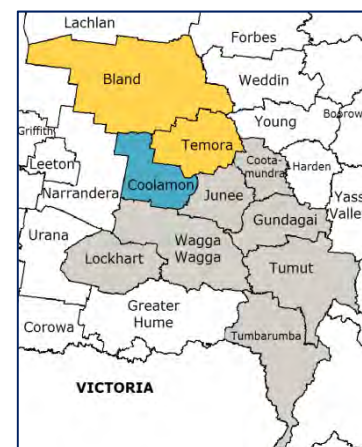 Lachlan
Forbes
Bland
Weddin
Griffith
Temora
Young
Boorow
Leeton
Coota-
mundra
Harden
Narrandera
Coolamon
Junee
Yass
Valley
Gundagai
Urana
Wagga
Wagga
Lockhart
Tumut
Greater
Hume
Corowa
Tumbarumba
VICTORIA